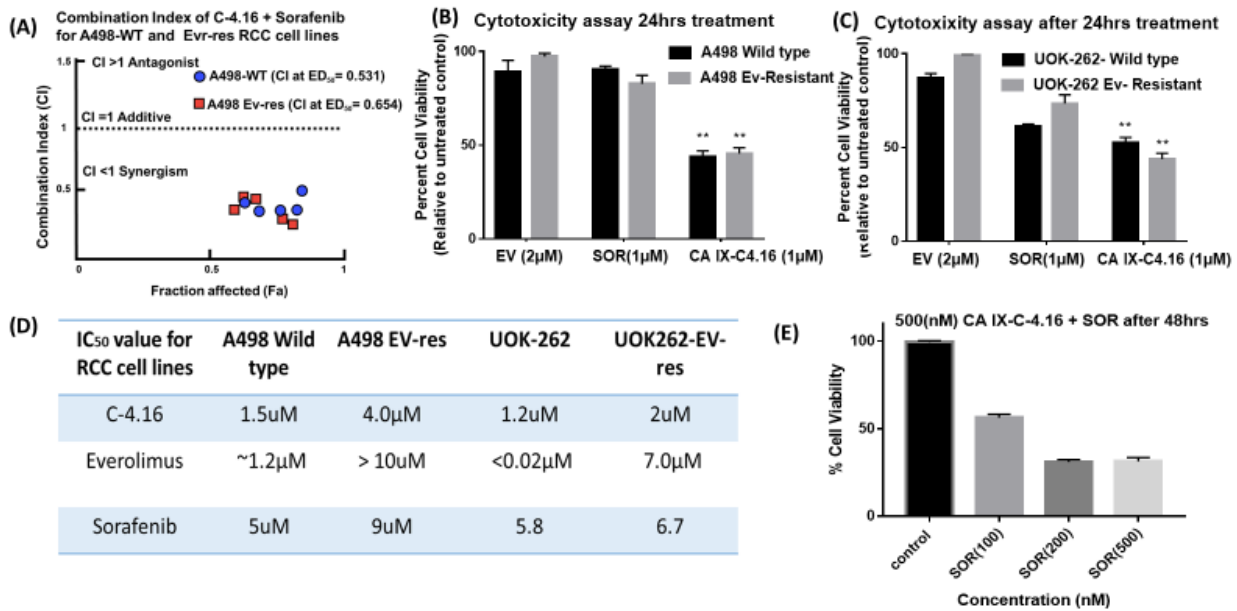 (A)
Combination Index of C-4.16 + Sorafenib
for A498-WT and Evr-res RCC cell lines
1.5
CI >1 Antagonist
A498-WT (CI at ED₅₀= 0.531)
A498 Ev-res (CI at ED₅₀= 0.654)
CI =1 Additive
1
CI <1 Synergism
0.5
Combination Index (CI)
0
0.5
1
Fraction affected (Fa)
(B)
Cytotoxicity assay 24hrs treatment
A498 Wild type
A498 Ev-Resistant
100
50
0
**
**
Percent Cell Viability
(Relative to untreated control)
EV (2µM)
SOR(1µM)
CA IX-C4.16 (1µM)
(C)
Cytotoxixity assay after 24hrs treatment
UOK-262- Wild type
UOK-262 Ev- Resistant
100
50
0
**
**
Percent Cell Viability
(Relative to untreated control)
EV (2µM)
SOR(1µM)
CA IX-C4.16 (1µM)
(D)
IC50 value for RCC cell lines A498 Wild type A498 EV-res UOK-262 UOK262-EV-res
C-4.16 1.5uM 4.0µM 1.2uM 2uM
Everolimus ~1.2µM > 10uM <0.02µM 7.0µM
Sorafenib 5uM 9uM 5.8 6.7
(E)
500(nM) CA IX-C-4.16 + SOR after 48hrs
100
50
0
% Cell Viability
control
SOR(100)
SOR(200)
SOR(500)
Concentration (nM)